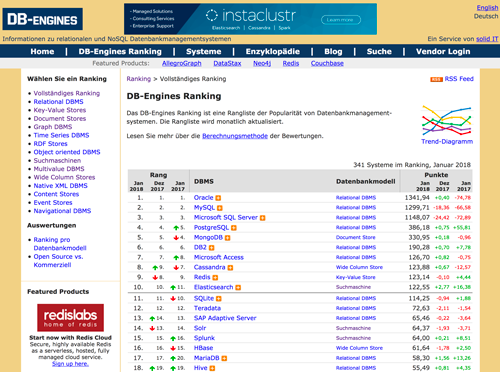 DB-ENGINES
- Managed Solutions
- Consulting Services
- Enterprise Support
instaclustr
Elasticsearch | Cassandra | Spark
Learn More
English
Deutsch
Informationen zu relationalen und NoSQL Datenbankmanagementsystemen
Ein Service von solid IT
Home | DB-Engines Ranking | Systeme | Enzyklopädie | Blog | Suche | Vendor Login
Featured Products: AllegroGraph DataStax Neo4j Redis Couchbase
Wählen Sie ein Ranking
Vollständiges Ranking
Relational DBMS
Key-Value Stores
Document Stores
Graph DBMS
Time Series DBMS
RDF Stores
Object oriented DBMS
Suchmaschinen
Multivalue DBMS
Wide Column Stores
Native XML DBMS
Content Stores
Event Stores
Navigational DBMS
Auswertungen
Ranking pro
Datenbankmodell
Open Source vs.
Kommerziell
Featured Products
redislabs
home of redis
Start now with Redis Cloud
Secure, highly available Redis
as a serverless, hosted, fully
managed cloud service.
Sign up here.
Ranking > Vollständiges Ranking
RSS RSS Feed
DB-Engines Ranking
Das DB-Engines Ranking ist eine Rangliste der Popularität von Datenbankmanagement-
systemen. Die Rangliste wird monatlich aktualisiert.
Lesen Sie mehr über die Berechnungsmethode der Bewertungen.
Trend-Diagramm
341 Systeme im Ranking, Januar 2018
Rang DBMS Datenbankmodell Punkte
Jan 2018 Dez 2017 Jan 2017 Jan 2018 Dez 2017 Jan 2017
1. 1. 1. Oracle Relational DBMS 1341,94 +0,40 -74,78
2. 2. 2. MySQL Relational DBMS 1299,71 -18,36 -66,58
3. 3. 3. Microsoft SQL Server Relational DBMS 1148,07 -24,42 -72,89
4. 4. 5. PostgreSQL Relational DBMS 386,18 +0,75 +55,81
5. 5. 4. MongoDB Document Store 330,95 +0,18 -0,96
6. 6. 6. DB2 Relational DBMS 190,28 +0,70 +7,78
7. 7. 8. Microsoft Access Relational DBMS 126,70 +0,82 -0,75
8. 9. 7. Cassandra Wide Column Store 123,88 +0,67 -12,57
9. 8. 9. Redis Key-Value Store 123,14 -0,10 +4,44
10. 10. 11. Elasticsearch Suchmaschine 122,55 +2,77 +16,38
11. 11. 10. SQLite Relational DBMS 114,25 -0,94 +1,88
12. 12. 12. Teradata Relational DBMS 72,63 -2,11 -1,54
13. 14. 13. SAP Adaptive Server Relational DBMS 65,46 -0,22 -3,64
14. 13. 14. Solr Suchmaschine 64,37 -1,93 -3,71
15. 15. 16. Splunk Suchmaschine 64,00 +0,21 +8,51
16. 16. 15. HBase Wide Column Store 61,64 -1,78 +2,50
17. 17. 20. MariaDB Relational DBMS 58,30 +1,56 +13,26
18. 18. 19. Hive Relational DBMS 55,49 +0,81 +4,35